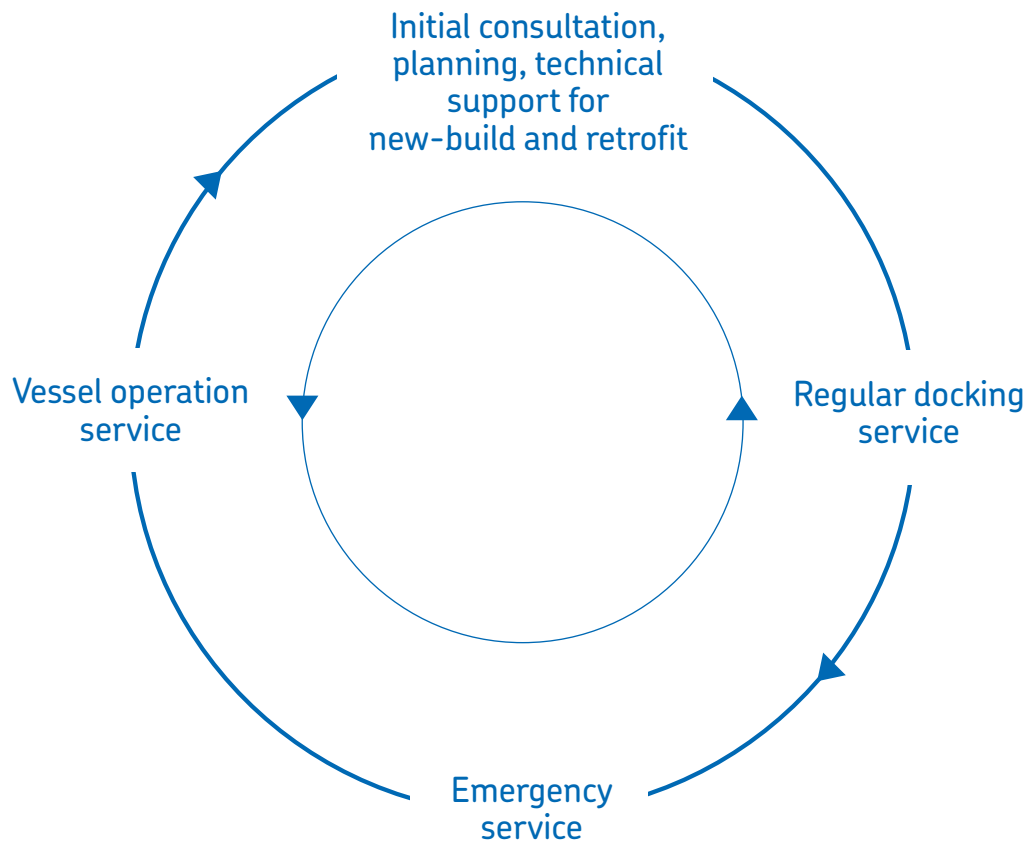 Initial consultation,
planning, technical
support for
new-build and retrofit
Vessel operation
service
Regular docking
service
Emergency
service